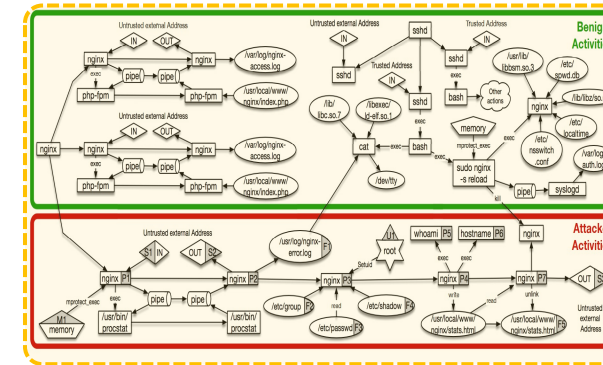 Untrusted external Address
Untrusted external Address
Trusted Address
Benig
Activiti
IN
OUT
IN
sshd
IN
nginx
nginx
/var/log/nginx-
access.log
sshd
sshd
/usr/lib/
libbsm.so.3
/etc/
spwd.db
exec
pipe
pipe
Trusted Address
IN
exec
php-fpm
php-fpm
/usr/local/www/
nginx/index.php
bash
Other
actions
nginx
/lib/libz/so.
/lib/
libc.so.7
/libexec/
ld-elf.so.1
sshd
Untrusted external Address
memory
/etc/
localtime
IN
OUT
exec
exec
mprotect_exec
/etc/
nsswitch
.conf
nginx
nginx
nginx
/var/log/nginx-
access.log
cat
exec
bash
exec
/var/log
auth.log
exec
pipe
pipe
sudo nginx
-s reload
php-fpm
php-fpm
/usr/local/www/
nginx/index.php
/dev/tty
pipe
syslogd
kill
Untrusted external Address
Attack
Activiti
S1
IN
OUT
S2
/usr/log/nginx-
error.log
F1
U1
root
whoami
P5
hostname
P6
nginx
Setuid
exec
exec
nginx
P1
nginx
P2
nginx
P3
nginx
P4
nginx
P7
OUT
S
mprotect_exec
exec
pipe
pipe
/etc/group
F2
read
/etc/shadow
F4
write
read
unlink
M1
memory
/usr/bin/
procstat
/usr/bin/
procstat
/etc/passwd
F3
/usr/local/www/
nginx/stats.html
/usr/local/www/
nginx/stats.html
F5
Untrusted
external
Address